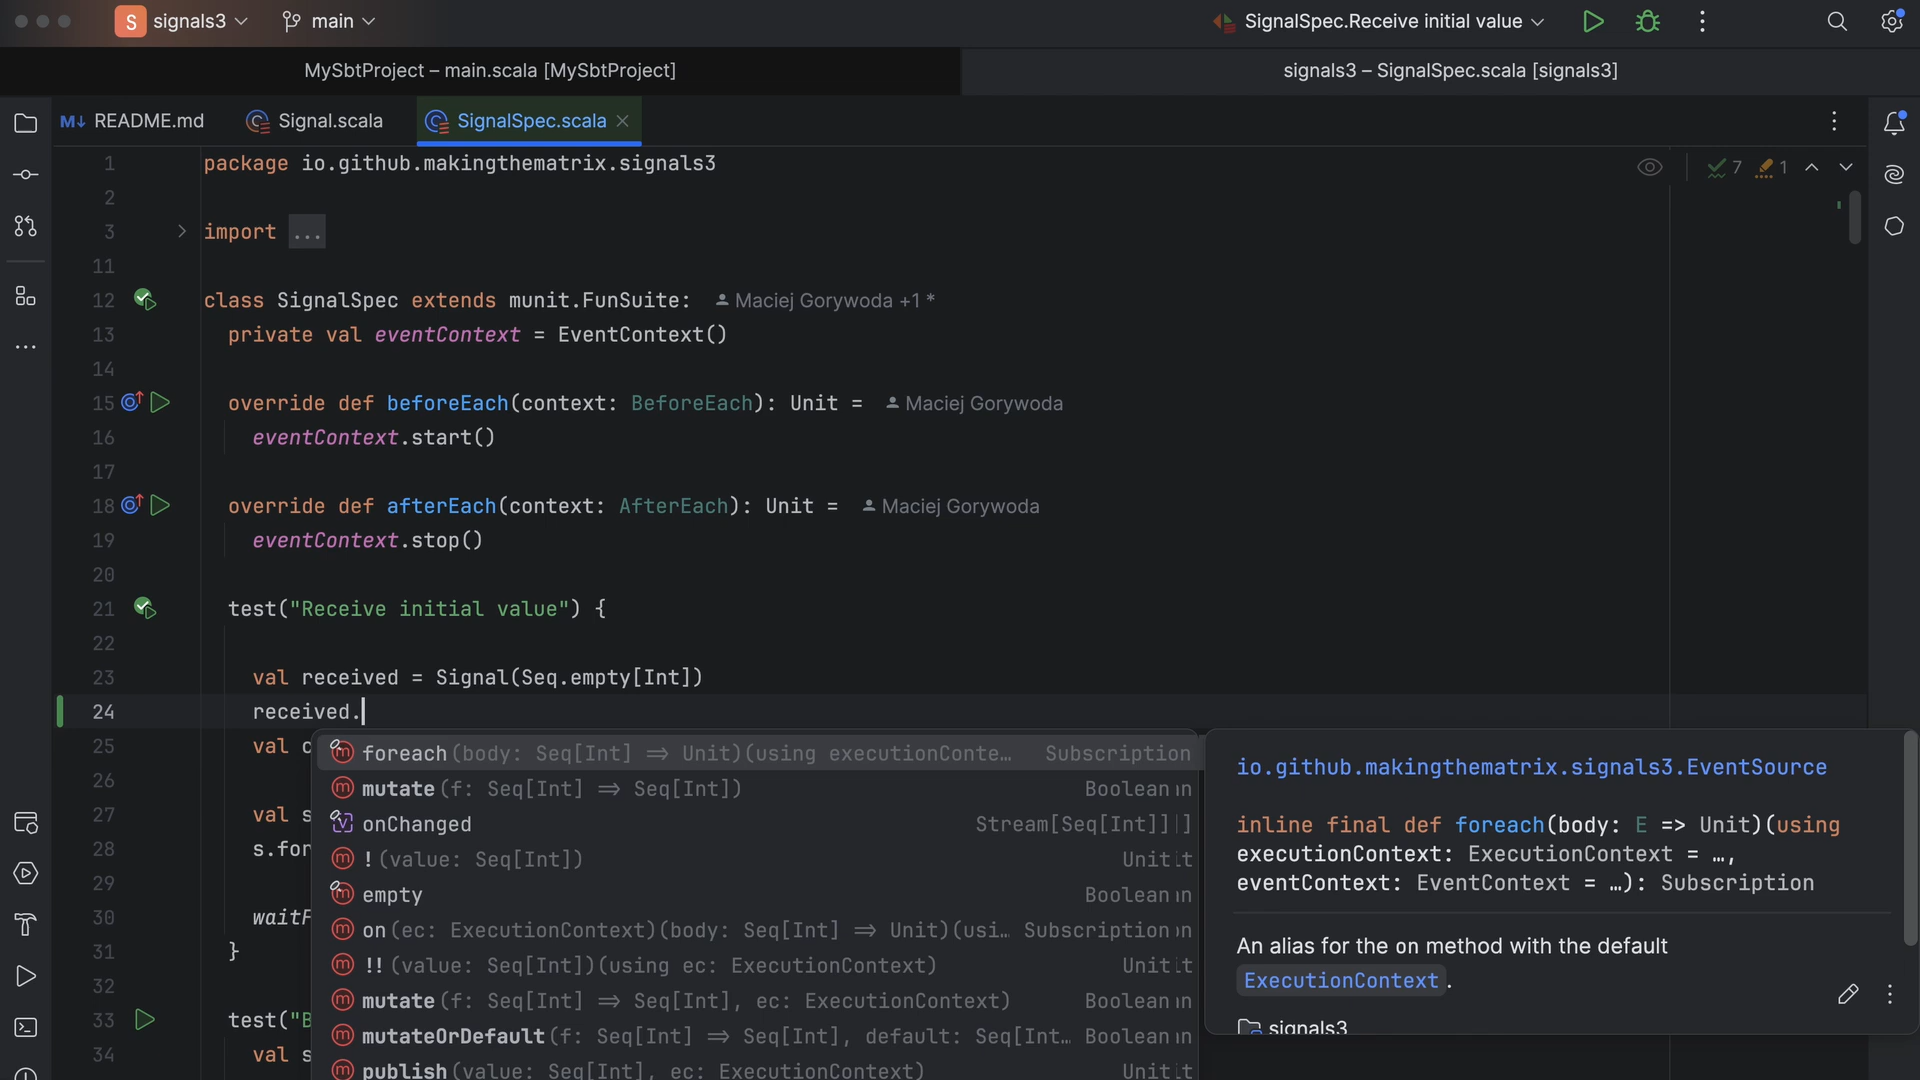 S signals3 main SignalSpec.Receive initial value
MySbtProject – main.scala [MySbtProject] signals3 – SignalSpec.scala [signals3]
M↓ README.md Signal.scala SignalSpec.scala
1 package io.github.makingthematrix.signals3 7 1
2
3 import ...
11
12 class SignalSpec extends munit.FunSuite: Maciej Gorywoda +1 *
13 private val eventContext = EventContext()
14
15 override def beforeEach(context: BeforeEach): Unit = Maciej Gorywoda
16 eventContext.start()
17
18 override def afterEach(context: AfterEach): Unit = Maciej Gorywoda
19 eventContext.stop()
20
21 test("Receive initial value") {
22
23 val received = Signal(Seq.empty[Int])
24 received.
25 val c
26
27 val s
28 s.for
29
30 waitF
31 }
32
33 test("B
34 val s
foreach(body: Seq[Int] ⇒ Unit)(using executionConte… Subscription
mutate(f: Seq[Int] ⇒ Seq[Int]) Boolean
onChanged Stream[Seq[Int]]
!(value: Seq[Int]) Unit
empty Boolean
on(ec: ExecutionContext)(body: Seq[Int] ⇒ Unit)(usi… Subscription
!!(value: Seq[Int])(using ec: ExecutionContext) Unit
mutate(f: Seq[Int] ⇒ Seq[Int], ec: ExecutionContext) Boolean
mutateOrDefault(f: Seq[Int] ⇒ Seq[Int], default: Seq[Int… Boolean
publish(value: Seq[Int], ec: ExecutionContext) Unit
io.github.makingthematrix.signals3.EventSource
inline final def foreach(body: E => Unit)(using
executionContext: ExecutionContext = …,
eventContext: EventContext = …): Subscription
An alias for the on method with the default
ExecutionContext.
signals3